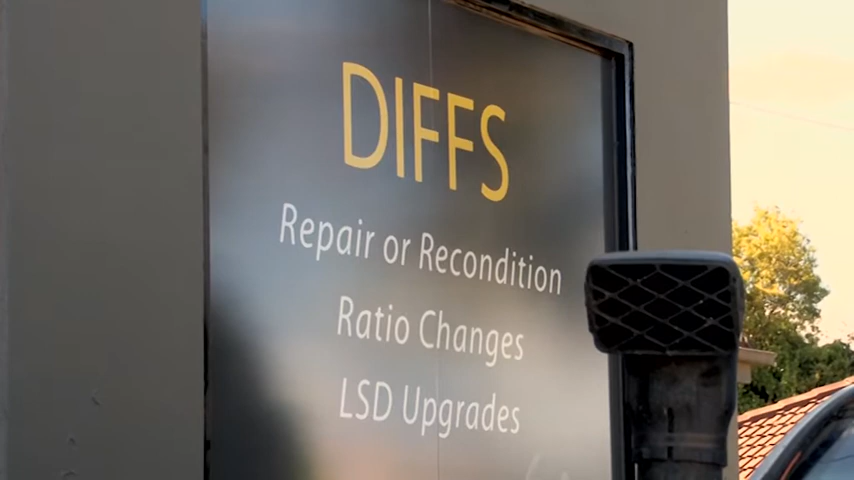 DIFFS
Repair or Recondition
Ratio Changes
LSD Upgrades